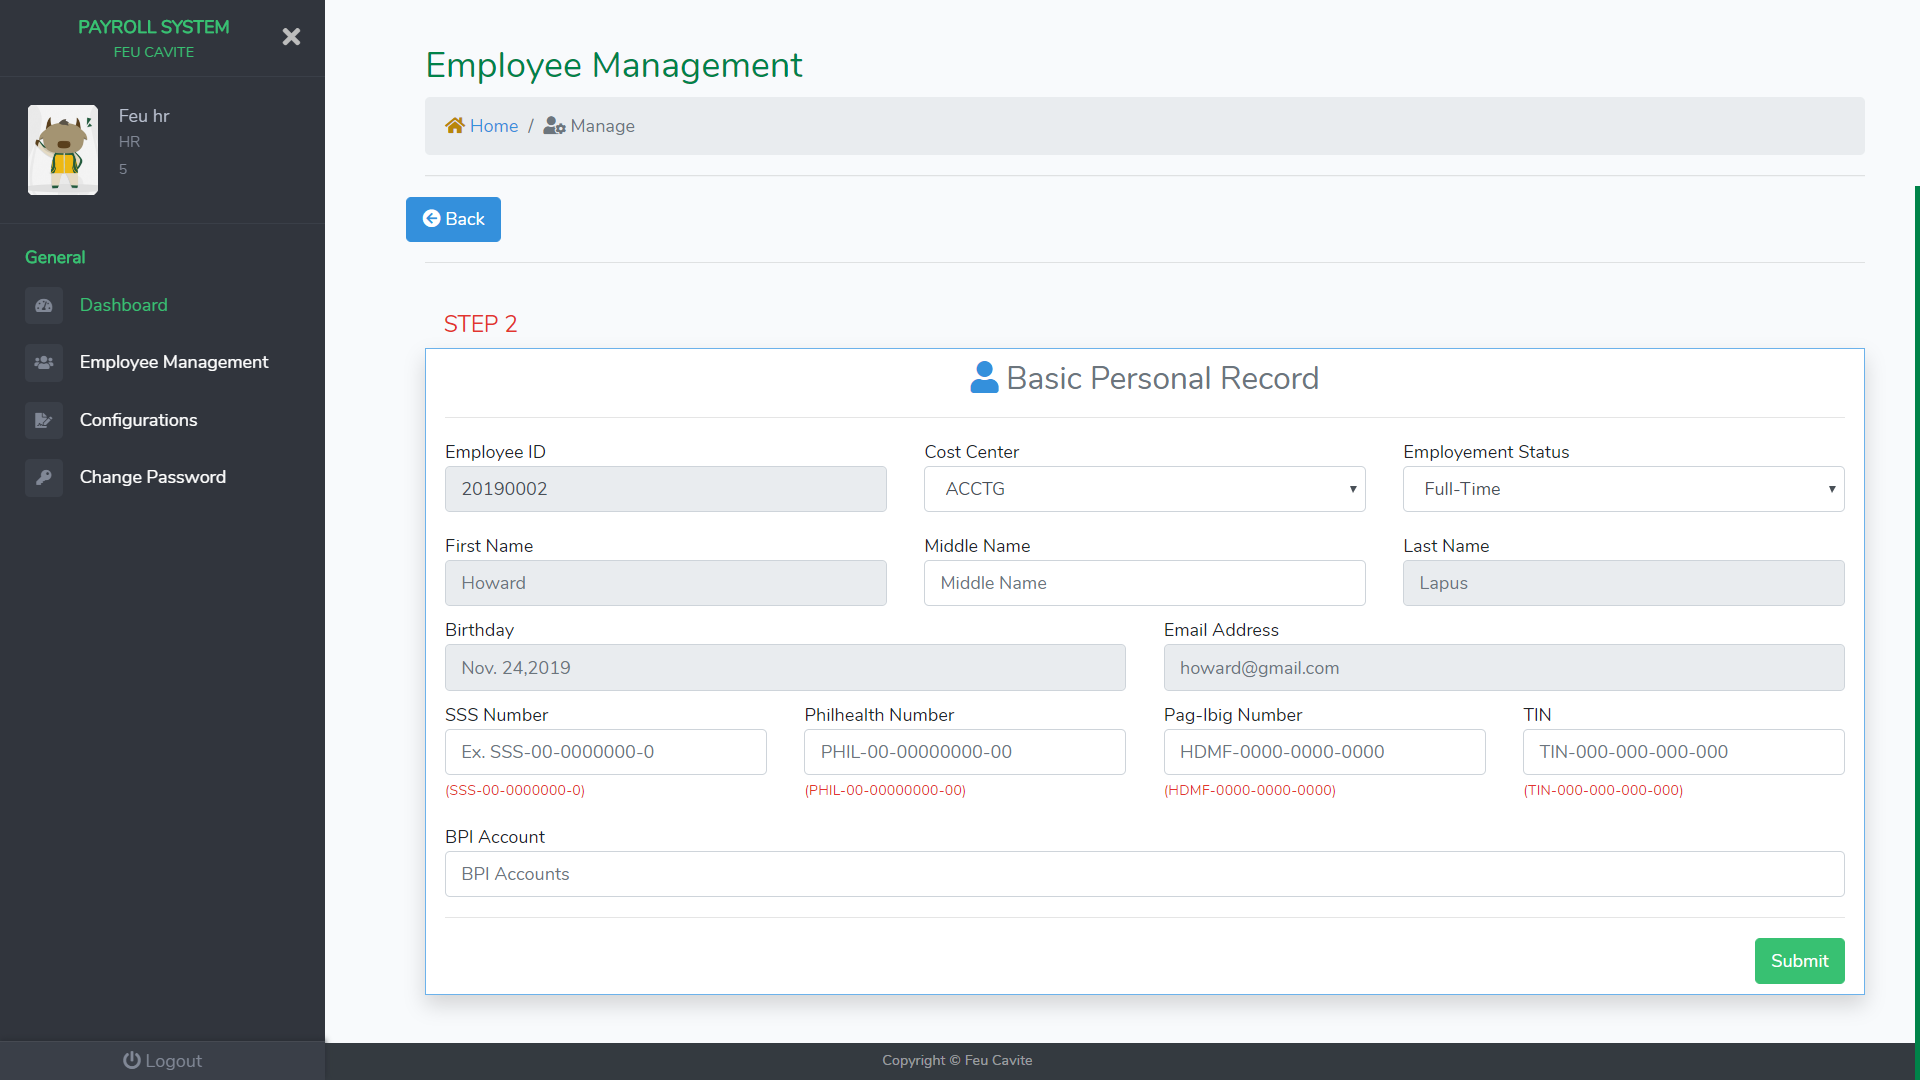 PAYROLL SYSTEM
FEU CAVITE
Feu hr
HR
5
General
Dashboard
Employee Management
Configurations
Change Password
Logout
Employee Management
Home / Manage
Back
STEP 2
Basic Personal Record
Employee ID Cost Center Employement Status
20190002 ACCTG Full-Time
First Name Middle Name Last Name
Howard Middle Name Lapus
Birthday Email Address
Nov. 24,2019 howard@gmail.com
SSS Number Philhealth Number Pag-Ibig Number TIN
Ex. SSS-00-0000000-0 PHIL-00-00000000-00 HDMF-0000-0000-0000 TIN-000-000-000-000
(SSS-00-0000000-0) (PHIL-00-00000000-00) (HDMF-0000-0000-0000) (TIN-000-000-000-000)
BPI Account
BPI Accounts
Submit
Copyright © Feu Cavite